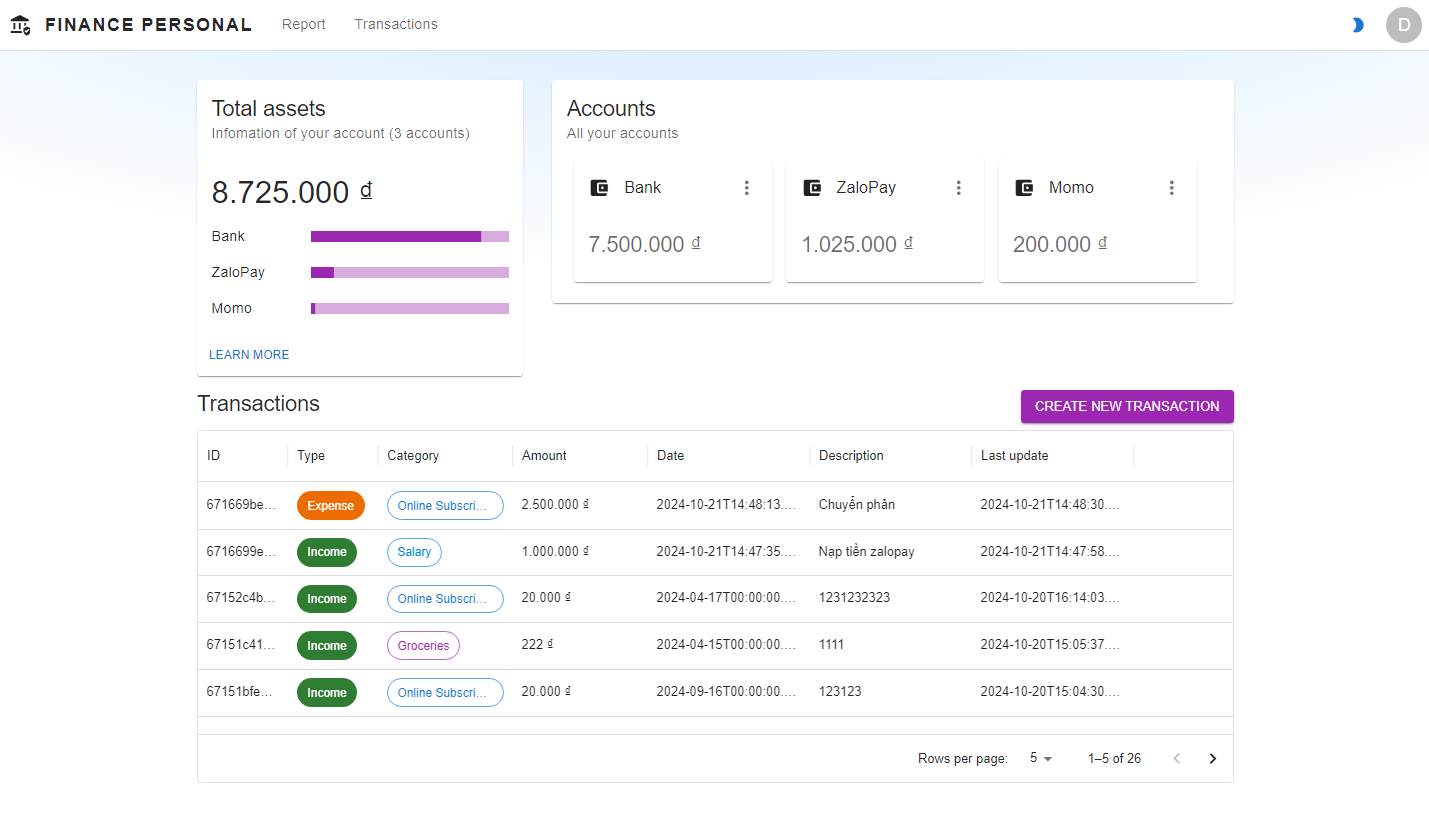 FINANCE PERSONAL Report Transactions D
Total assets
Infomation of your account (3 accounts)
8.725.000 ₫
Bank
ZaloPay
Momo
LEARN MORE
Accounts
All your accounts
Bank ZaloPay Momo
7.500.000 ₫ 1.025.000 ₫ 200.000 ₫
Transactions CREATE NEW TRANSACTION
ID Type Category Amount Date Description Last update
671669be… Expense Online Subscri… 2.500.000 ₫ 2024-10-21T14:48:13.… Chuyển phản 2024-10-21T14:48:30.…
6716699e… Income Salary 1.000.000 ₫ 2024-10-21T14:47:35.… Nạp tiền zalopay 2024-10-21T14:47:58.…
67152c4b… Income Online Subscri… 20.000 ₫ 2024-04-17T00:00:00.… 1231232323 2024-10-20T16:14:03.…
67151c41… Income Groceries 222 ₫ 2024-04-15T00:00:00.… 1111 2024-10-20T15:05:37.…
67151bfe… Income Online Subscri… 20.000 ₫ 2024-09-16T00:00:00.… 123123 2024-10-20T15:04:30.…
Rows per page: 5 1–5 of 26